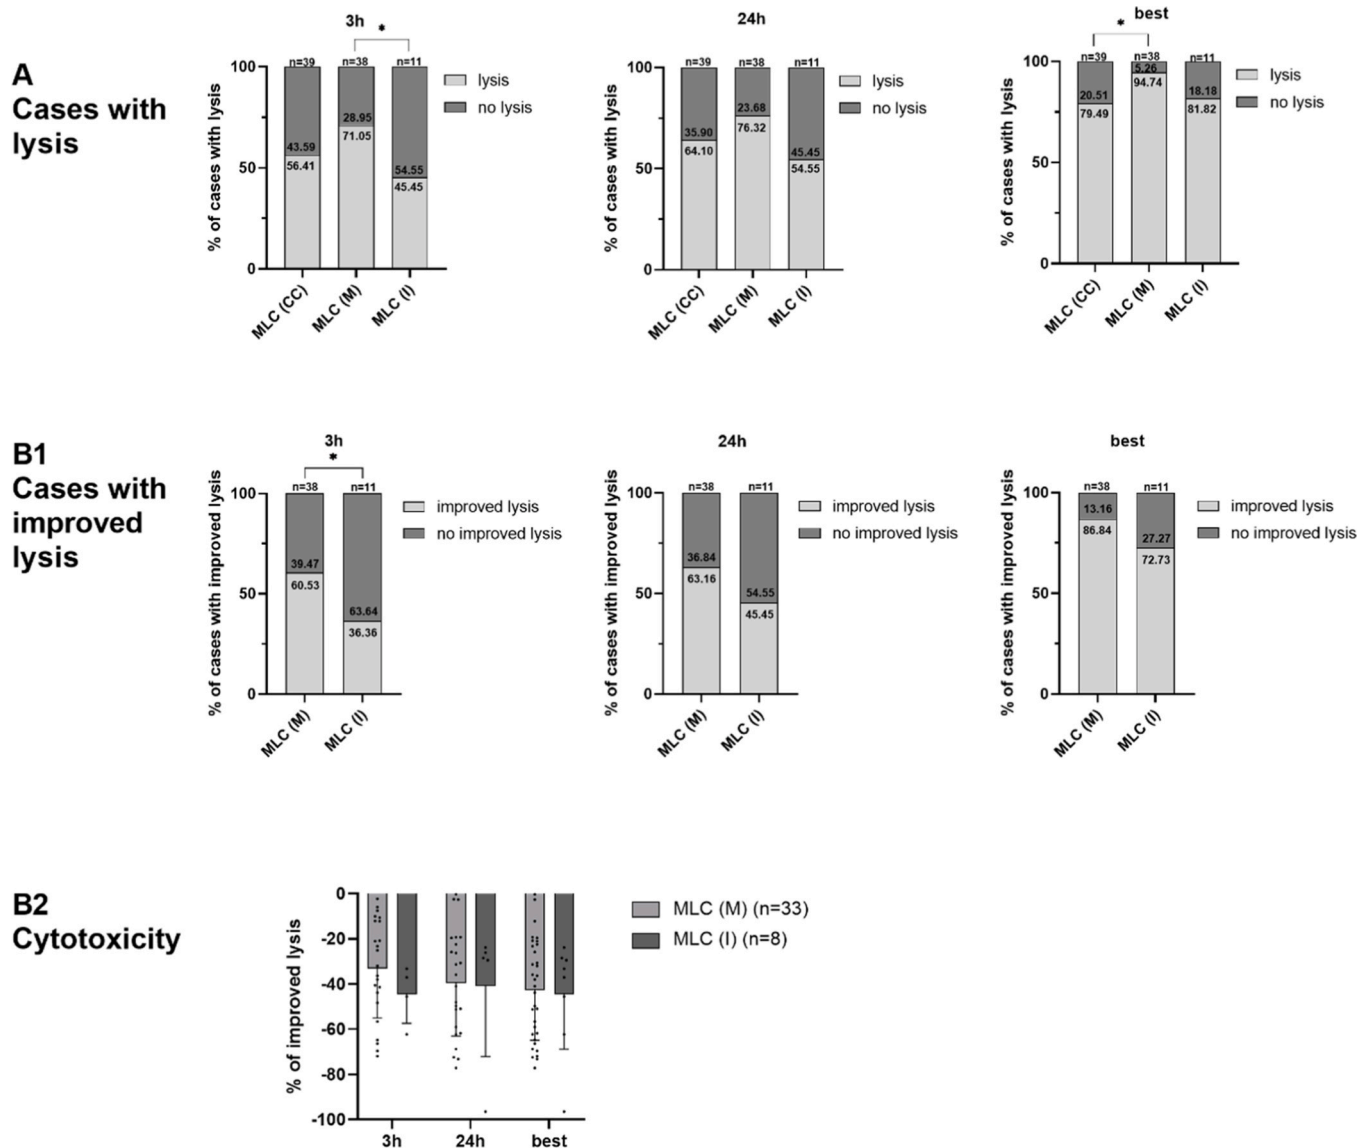 A
Cases with
lysis
3h
*
n=39 n=38 n=11
% of cases with lysis
100
50
0
43.59
56.41
28.95
71.05
54.55
45.45
MLC (CC)
MLC (M)
MLC (I)
lysis
no lysis
24h
n=39 n=38 n=11
% of cases with lysis
100
50
0
35.90
64.10
23.68
76.32
45.45
54.55
MLC (CC)
MLC (M)
MLC (I)
lysis
no lysis
best
*
n=39 n=38 n=11
% of cases with lysis
100
50
0
20.51
79.49
5.26
94.74
18.18
81.82
MLC (CC)
MLC (M)
MLC (I)
lysis
no lysis
B1
Cases with
improved
lysis
3h
*
n=38 n=11
% of cases with improved lysis
100
50
0
39.47
60.53
63.64
36.36
MLC (M)
MLC (I)
improved lysis
no improved lysis
24h
n=38 n=11
% of cases with improved lysis
100
50
0
36.84
63.16
54.55
45.45
MLC (M)
MLC (I)
improved lysis
no improved lysis
best
n=38 n=11
% of cases with improved lysis
100
50
0
13.16
86.84
27.27
72.73
MLC (M)
MLC (I)
improved lysis
no improved lysis
B2
Cytotoxicity
% of improved lysis
0
-20
-40
-60
-80
-100
3h
24h
best
MLC (M) (n=33)
MLC (I) (n=8)